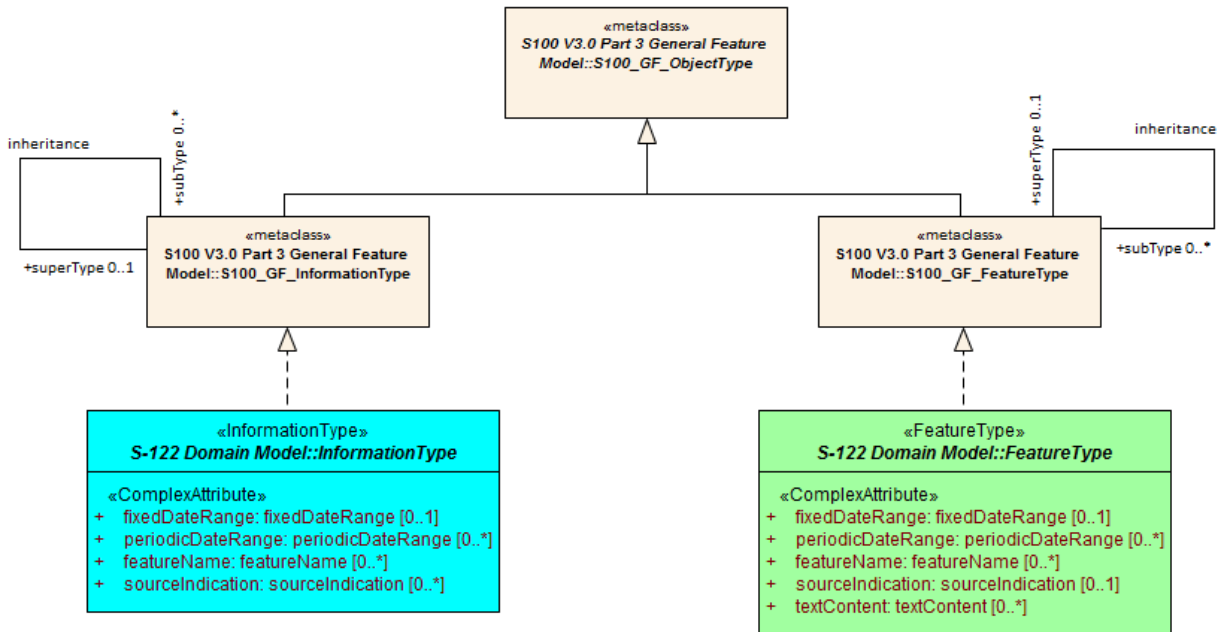 «metaclass»
S100 V3.0 Part 3 General Feature
Model::S100_GF_ObjectType
inheritance
+subType 0..*
+superType 0..1
«metaclass»
S100 V3.0 Part 3 General Feature
Model::S100_GF_InformationType
+superType 0..1
inheritance
+subType 0..*
«metaclass»
S100 V3.0 Part 3 General Feature
Model::S100_GF_FeatureType
«InformationType»
S-122 Domain Model::InformationType
«ComplexAttribute»
+ fixedDateRange: fixedDateRange [0..1]
+ periodicDateRange: periodicDateRange [0..*]
+ featureName: featureName [0..*]
+ sourceIndication: sourceIndication [0..*]
«FeatureType»
S-122 Domain Model::FeatureType
«ComplexAttribute»
+ fixedDateRange: fixedDateRange [0..1]
+ periodicDateRange: periodicDateRange [0..*]
+ featureName: featureName [0..*]
+ sourceIndication: sourceIndication [0..1]
+ textContent: textContent [0..*]